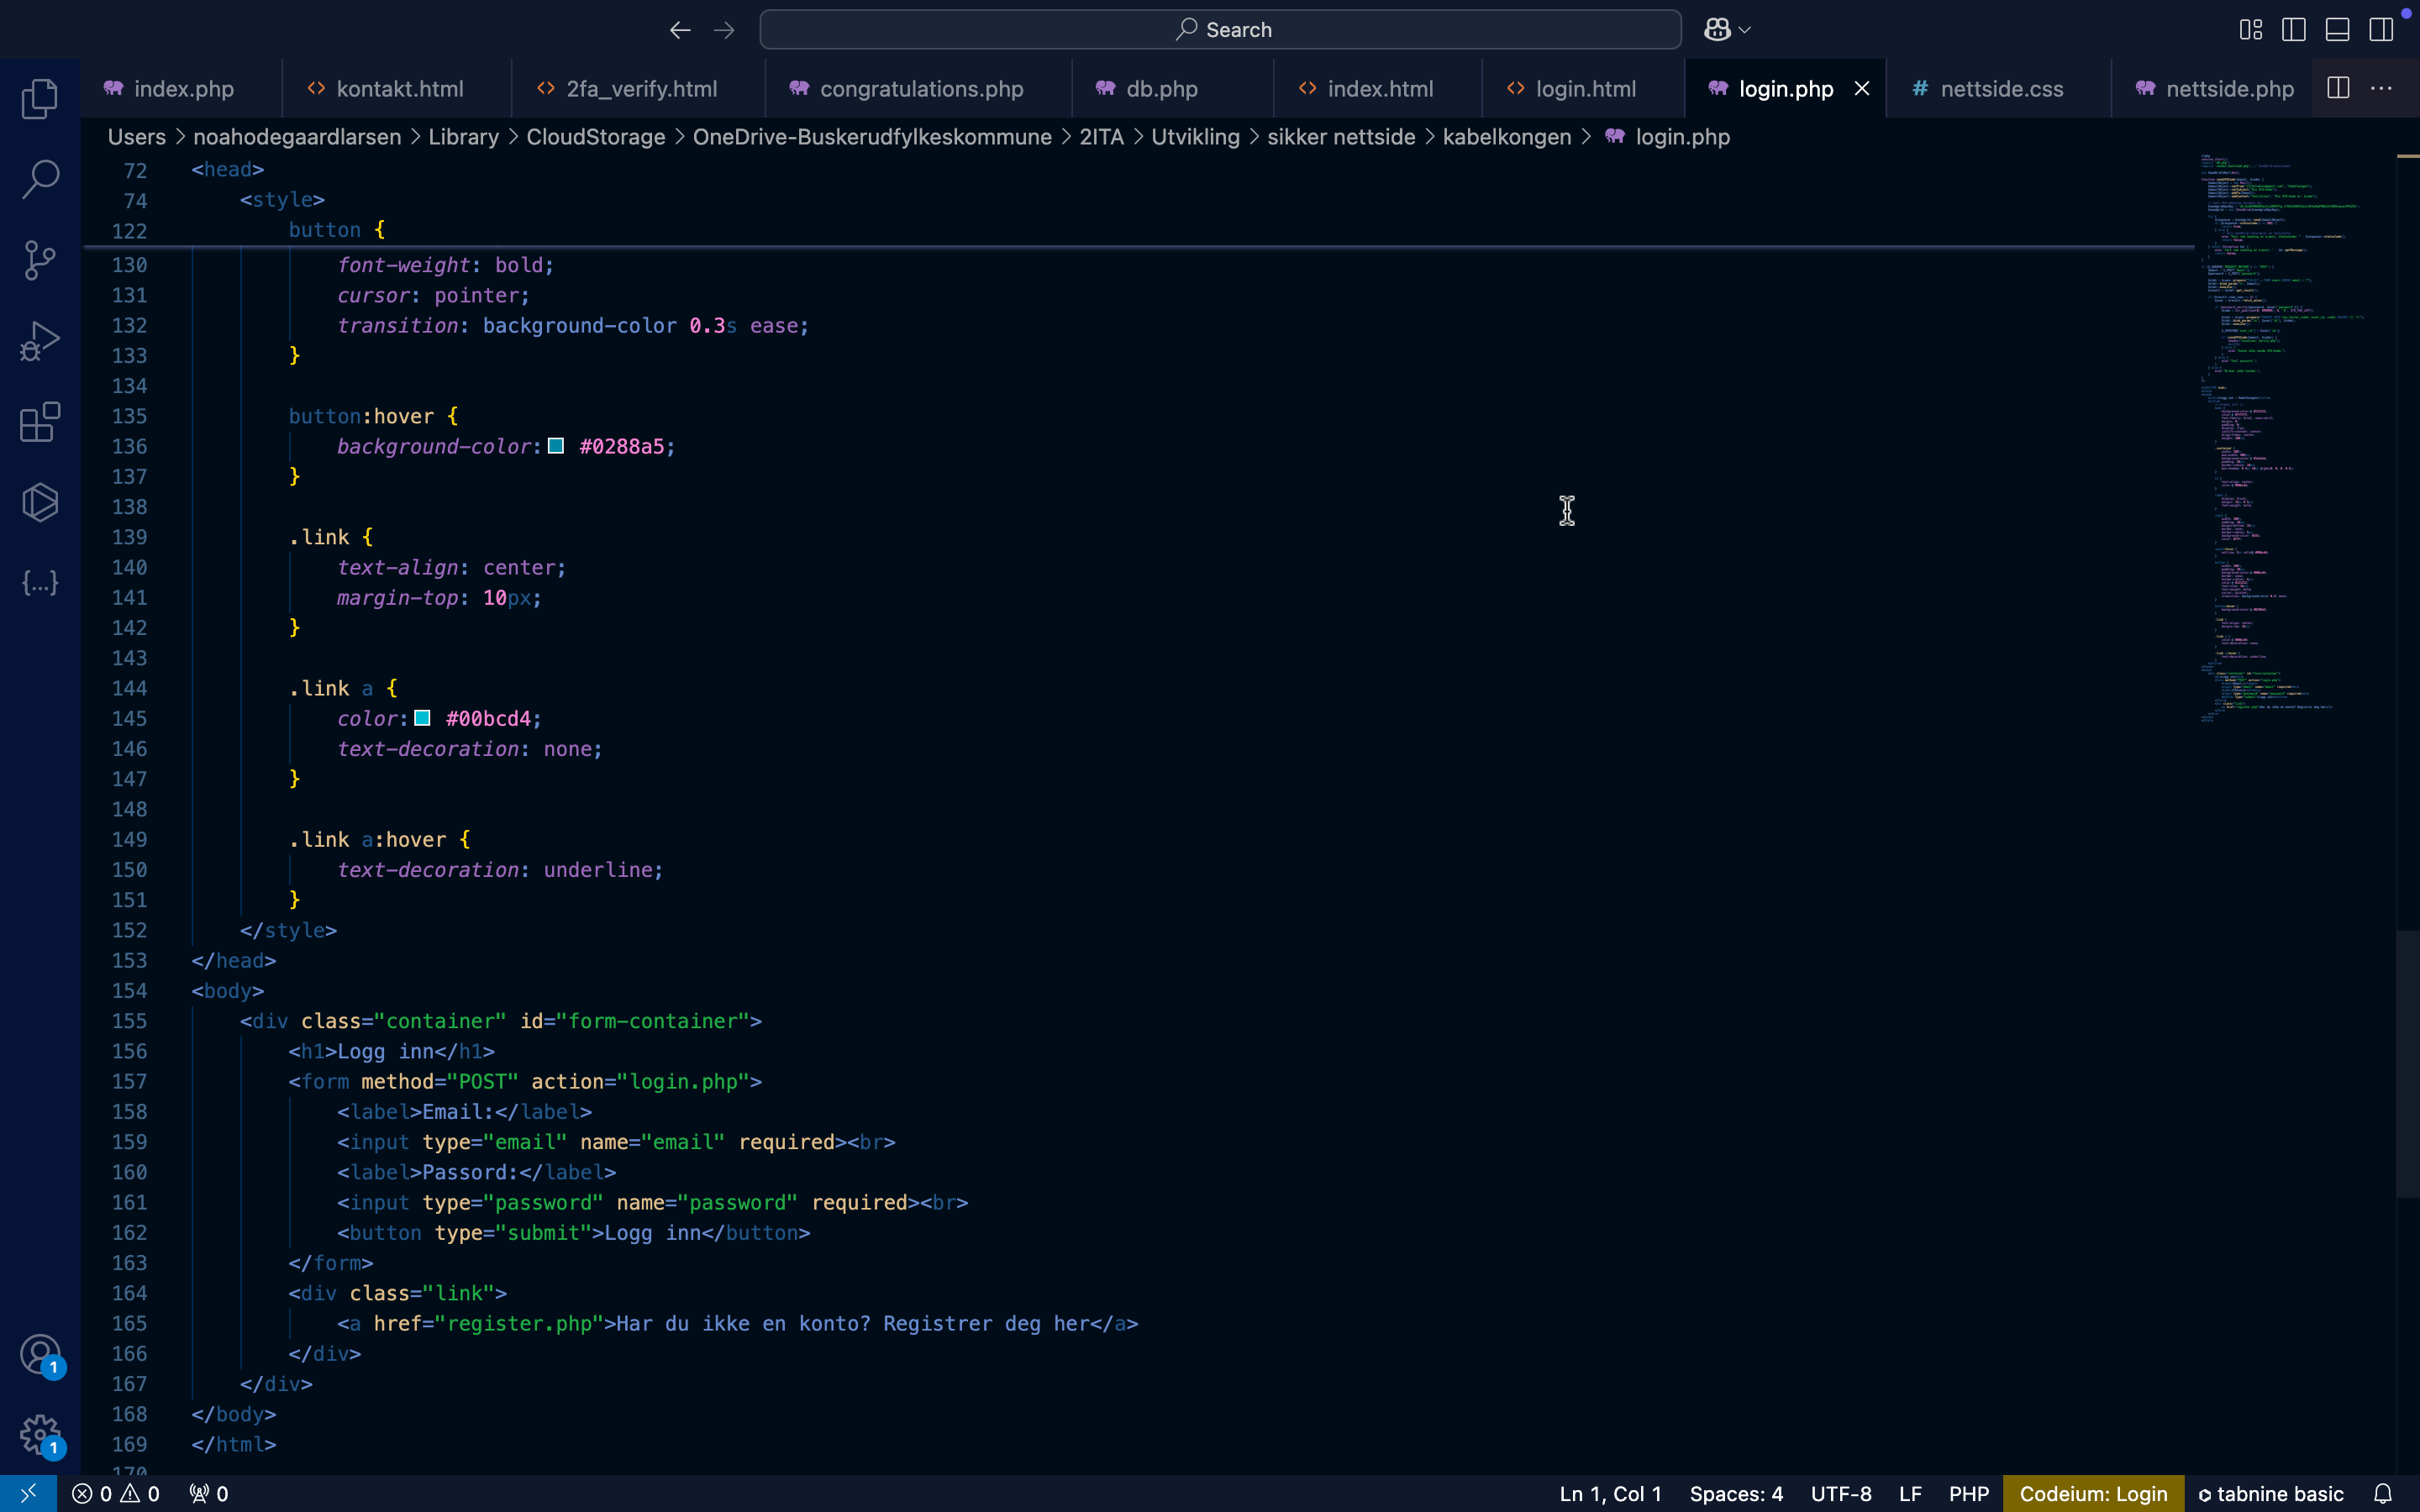 Search
index.php
kontakt.html
2fa_verify.html
congratulations.php
db.php
index.html
login.html
login.php
# nettside.css
nettside.php
Users > noahodegaardlarsen > Library > CloudStorage > OneDrive-Buskerudfylkeskommune > 2ITA > Utvikling > sikker nettside > kabelkongen > login.php
72 <head>
74 <style>
122 button {
130 font-weight: bold;
131 cursor: pointer;
132 transition: background-color 0.3s ease;
133 }
134
135 button:hover {
136 background-color: #0288a5;
137 }
138
139 .link {
140 text-align: center;
141 margin-top: 10px;
142 }
143
144 .link a {
145 color: #00bcd4;
146 text-decoration: none;
147 }
148
149 .link a:hover {
150 text-decoration: underline;
151 }
152 </style>
153 </head>
154 <body>
155 <div class="container" id="form-container">
156 <h1>Logg inn</h1>
157 <form method="POST" action="login.php">
158 <label>Email:</label>
159 <input type="email" name="email" required><br>
160 <label>Passord:</label>
161 <input type="password" name="password" required><br>
162 <button type="submit">Logg inn</button>
163 </form>
164 <div class="link">
165 <a href="register.php">Har du ikke en konto? Registrer deg her</a>
166 </div>
167 </div>
168 </body>
169 </html>
170
1
1
0 0 0
Ln 1, Col 1 Spaces: 4 UTF-8 LF PHP Codeium: Login tabnine basic